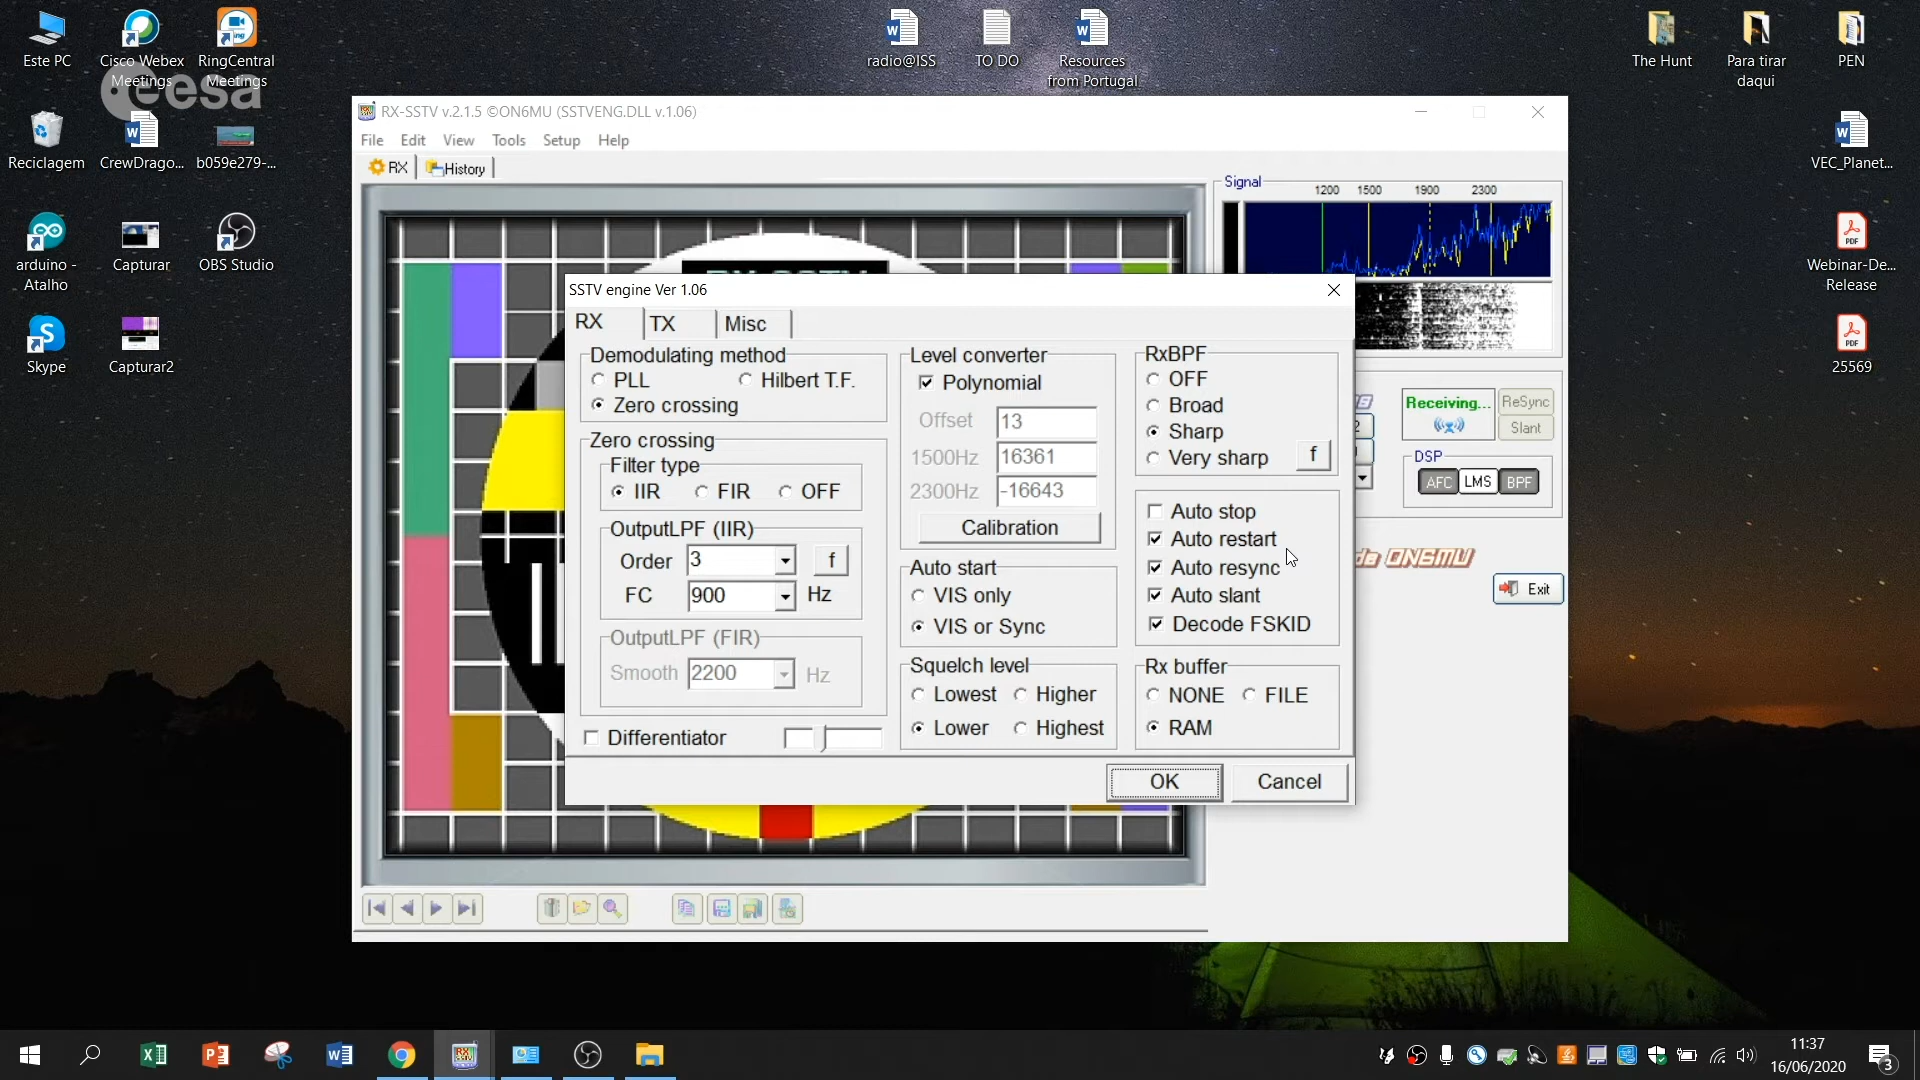 Este PC
Cisco Webex Meetings
RingCentral Meetings
esa
Reciclagem
CrewDrago...
b059e279-...
arduino - Atalho
Capturar
OBS Studio
Skype
Capturar2
radio@ISS
TO DO
Resources from Portugal
The Hunt
Para tirar daqui
PEN
VEC_Planet...
Webinar-De... Release
25569
RX-SSTV v.2.1.5 ©ON6MU (SSTVENG.DLL v.1.06)
File Edit View Tools Setup Help
RX History
Signal
1200 1500 1900 2300
SSTV engine Ver 1.06
RX TX Misc
Demodulating method
PLL Hilbert T.F.
Zero crossing
Zero crossing
Filter type
IIR FIR OFF
OutputLPF (IIR)
Order 3 f
FC 900 Hz
OutputLPF (FIR)
Smooth 2200 Hz
Differentiator
Level converter
Polynomial
Offset 13
1500Hz 16361
2300Hz -16643
Calibration
Auto start
VIS only
VIS or Sync
Squelch level
Lowest Higher
Lower Highest
RxBPF
OFF
Broad
Sharp
Very sharp f
Auto stop
Auto restart
Auto resync
Auto slant
Decode FSKID
Rx buffer
NONE FILE
RAM
OK Cancel
Receiving...
ReSync
Slant
DSP
AFC LMS BPF
ON6MU
Exit
11:37
16/06/2020
3